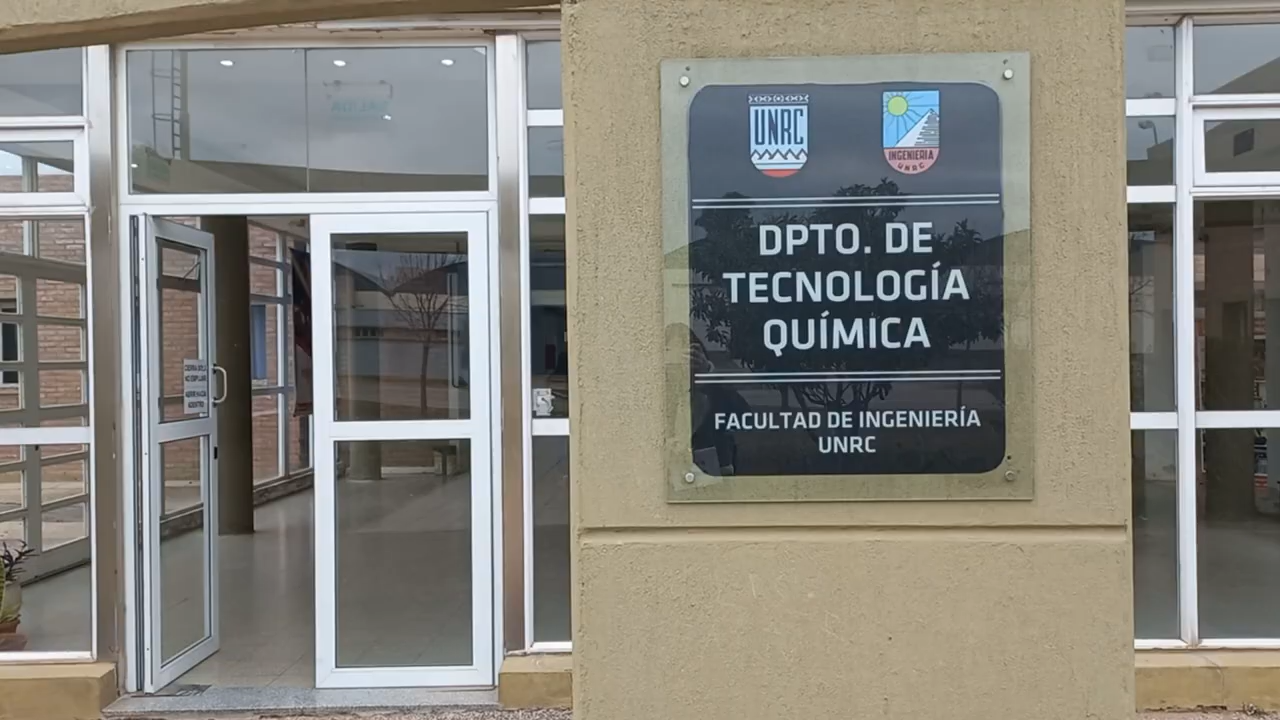 UNRC
INGENIERIA
UNRC
DPTO. DE
TECNOLOGÍA
QUÍMICA
FACULTAD DE INGENIERÍA
UNRC